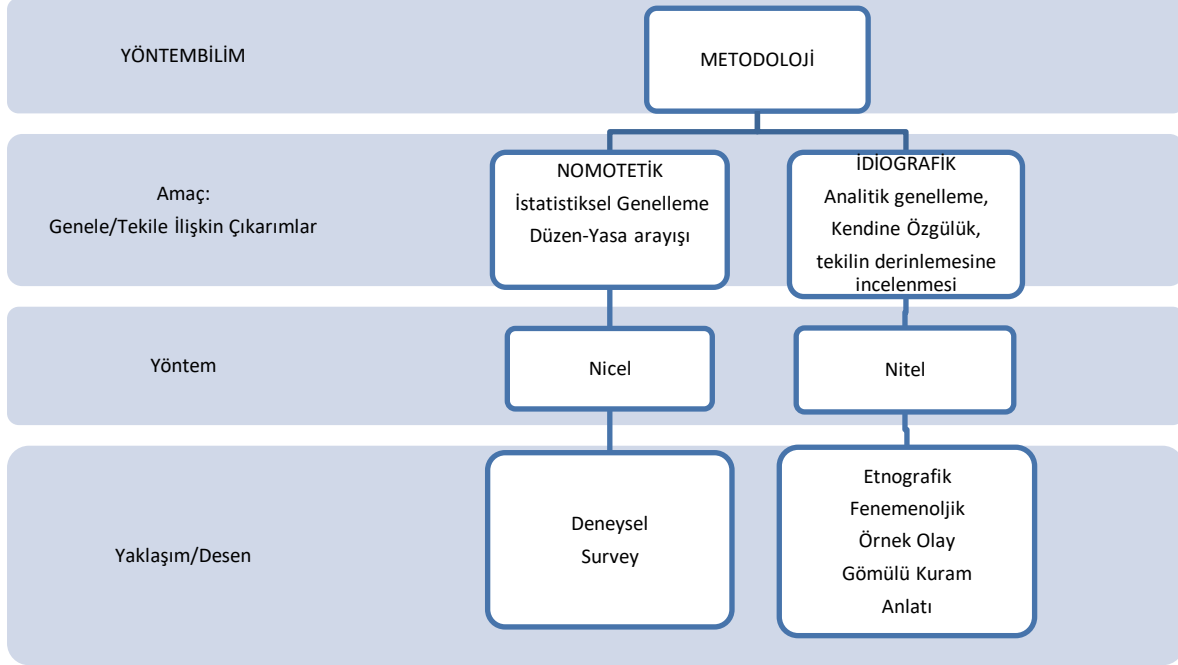 YÖNTEMBİLİM
METODOLOJİ
Amaç:
Genele/Tekile İlişkin Çıkarımlar
NOMOTETİK
İstatistiksel Genelleme
Düzen-Yasa arayışı
İDİOGRAFİK
Analitik genelleme,
Kendine Özgülük,
tekilin derinlemesine
incelenmesi
Yöntem
Nicel
Nitel
Yaklaşım/Desen
Deneysel
Survey
Etnografik
Fenemenoljik
Örnek Olay
Gömülü Kuram
Anlatı